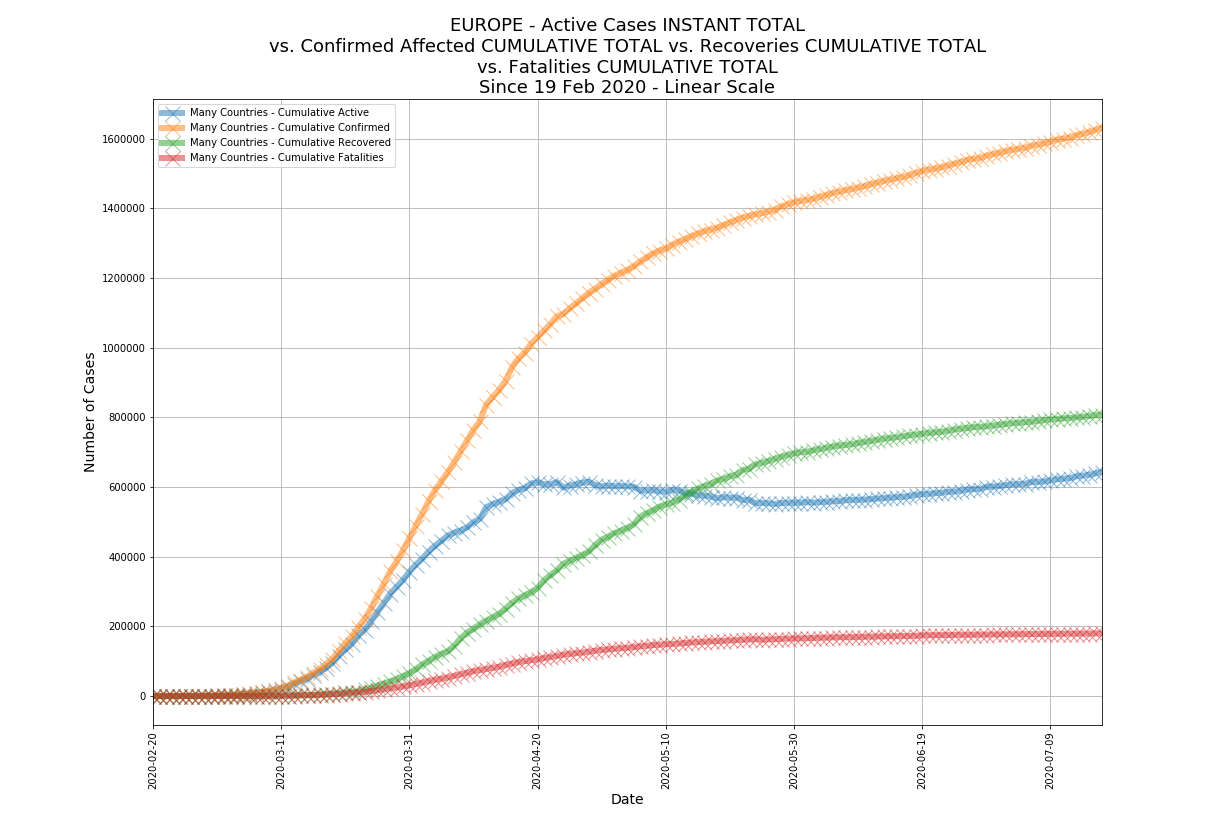 EUROPE - Active Cases INSTANT TOTAL
vs. Confirmed Affected CUMULATIVE TOTAL vs. Recoveries CUMULATIVE TOTAL
vs. Fatalities CUMULATIVE TOTAL
Since 19 Feb 2020 - Linear Scale
Many Countries - Cumulative Active
Many Countries - Cumulative Confirmed
Many Countries - Cumulative Recovered
Many Countries - Cumulative Fatalities
Number of Cases
1600000
1400000
1200000
1000000
800000
600000
400000
200000
0
2020-02-20
2020-03-11
2020-03-31
2020-04-20
2020-05-10
2020-05-30
2020-06-19
2020-07-09
Date